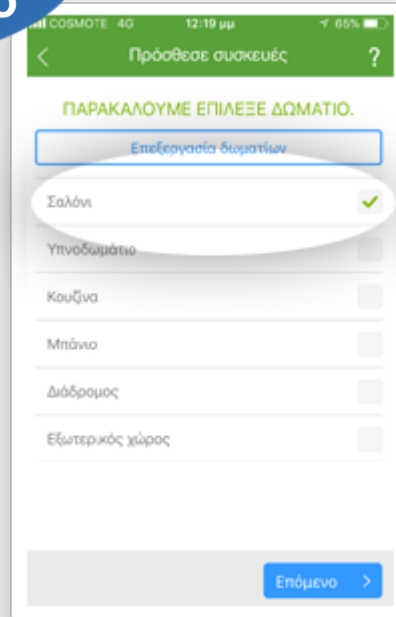 COSMOTE 4G 12:19 μμ 65%
Πρόσθεσε συσκευές ?
ΠΑΡΑΚΑΛΟΥΜΕ ΕΠΙΛΕΞΕ ΔΩΜΑΤΙΟ.
Επεξεργασία δωματίων
Σαλόνι
Υπνοδωμάτιο
Κουζίνα
Μπάνιο
Διάδρομος
Εξωτερικός χώρος
Επόμενο >